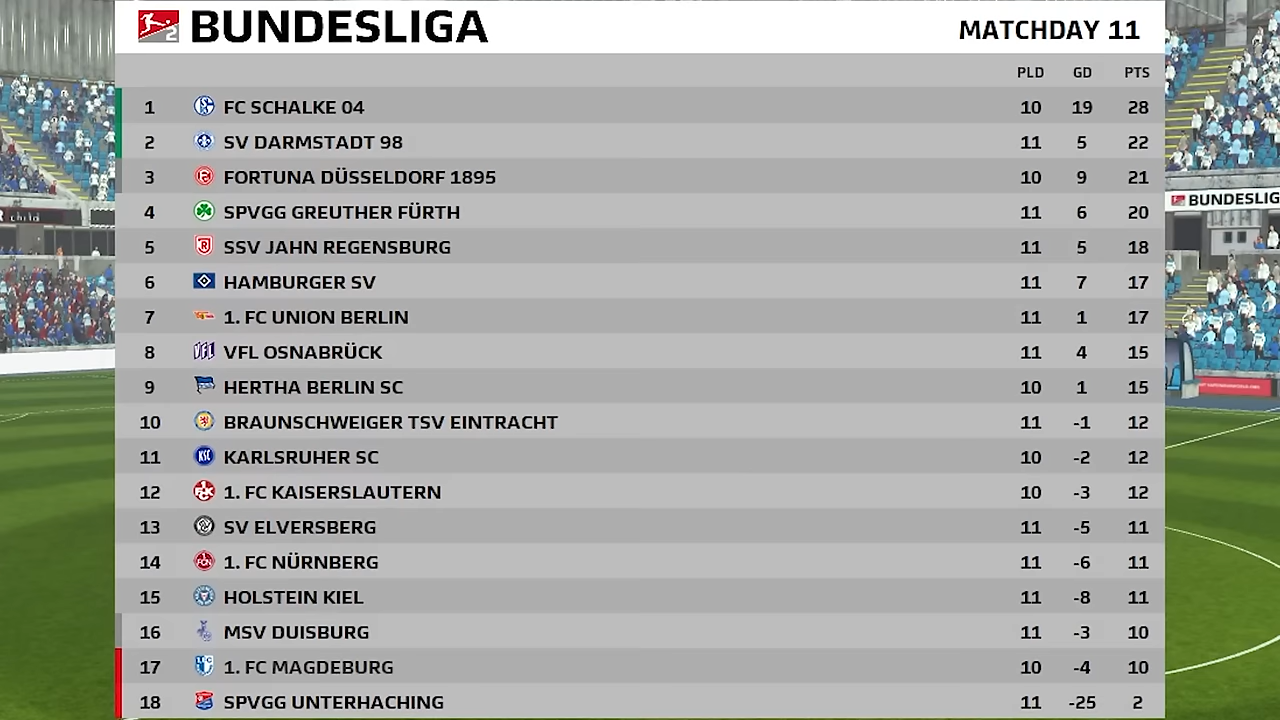 2 BUNDESLIGA MATCHDAY 11
PLD GD PTS
1 FC SCHALKE 04 10 19 28
2 SV DARMSTADT 98 11 5 22
3 FORTUNA DÜSSELDORF 1895 10 9 21
4 SPVGG GREUTHER FÜRTH 11 6 20
5 SSV JAHN REGENSBURG 11 5 18
6 HAMBURGER SV 11 7 17
7 1. FC UNION BERLIN 11 1 17
8 VFL OSNABRÜCK 11 4 15
9 HERTHA BERLIN SC 10 1 15
10 BRAUNSCHWEIGER TSV EINTRACHT 11 -1 12
11 KARLSRUHER SC 10 -2 12
12 1. FC KAISERSLAUTERN 10 -3 12
13 SV ELVERSBERG 11 -5 11
14 1. FC NÜRNBERG 11 -6 11
15 HOLSTEIN KIEL 11 -8 11
16 MSV DUISBURG 11 -3 10
17 1. FC MAGDEBURG 10 -4 10
18 SPVGG UNTERHACHING 11 -25 2
child
BUNDESLIG